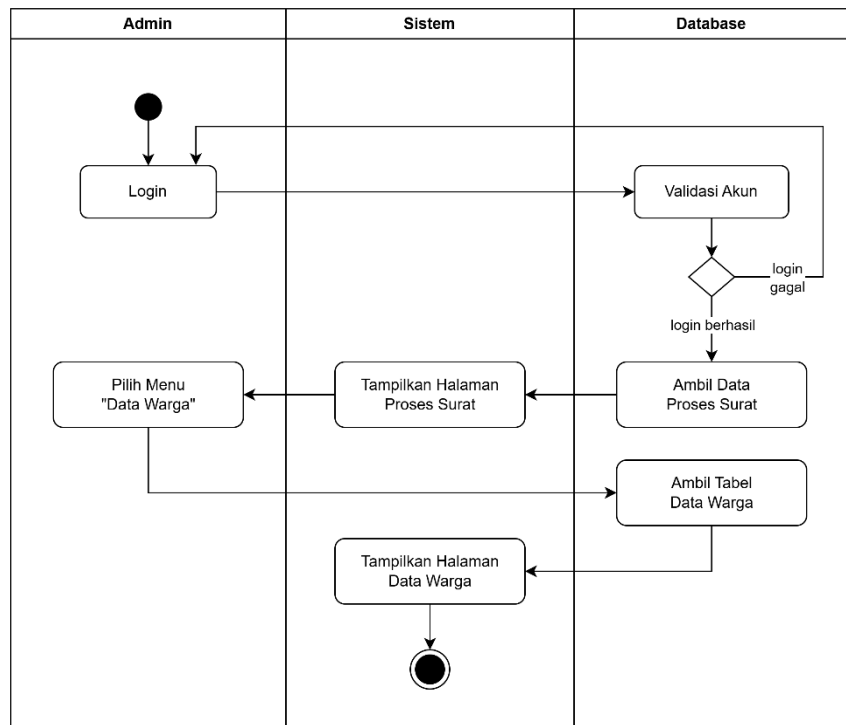 Admin
Sistem
Database
Login
Validasi Akun
login
gagal
login berhasil
Pilih Menu
"Data Warga"
Tampilkan Halaman
Proses Surat
Ambil Data
Proses Surat
Ambil Tabel
Data Warga
Tampilkan Halaman
Data Warga